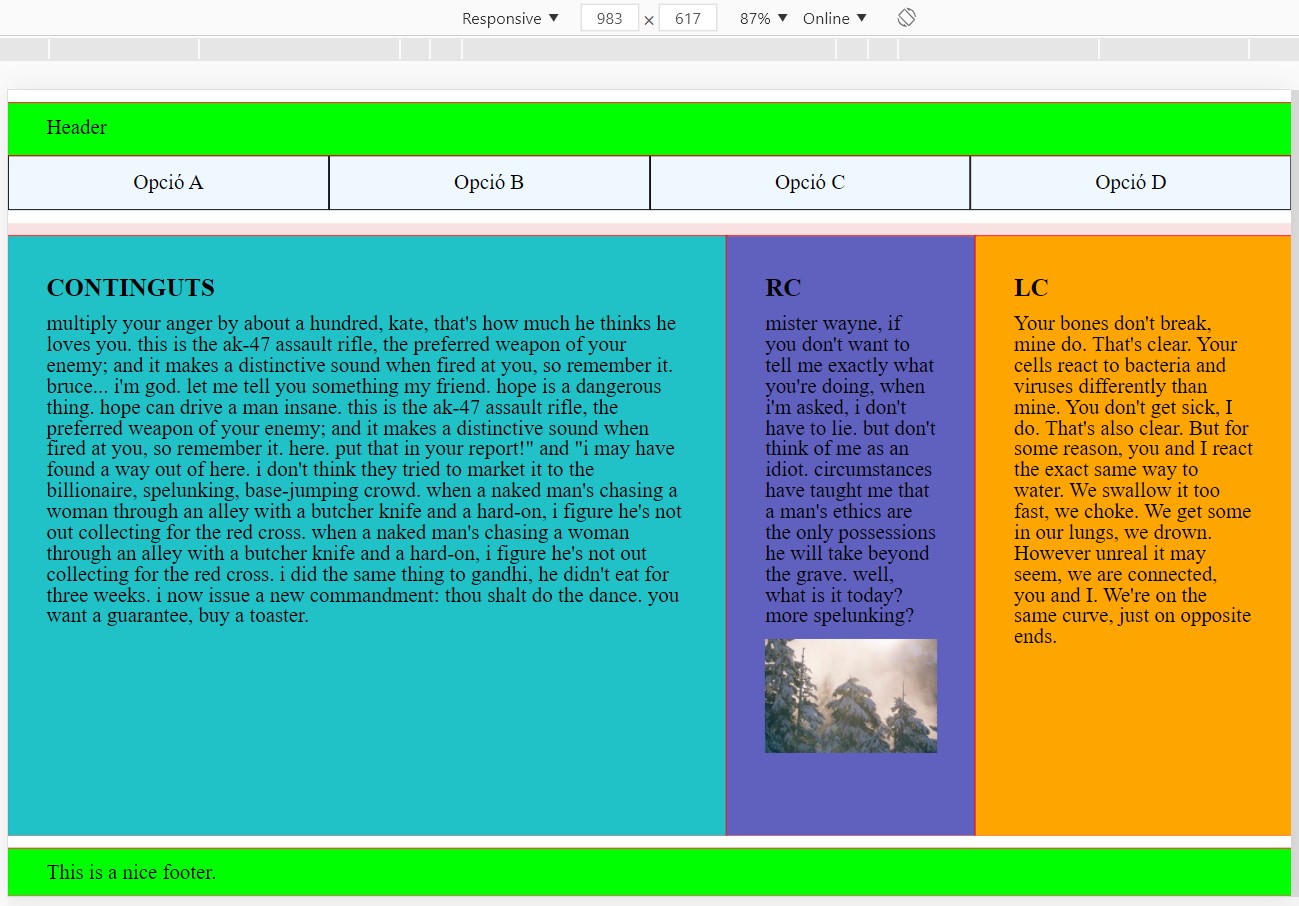 Responsive ▼ 983 × 617 87% ▼ Online ▼
Header
Opció A Opció B Opció C Opció D
CONTINGUTS
multiply your anger by about a hundred, kate, that's how much he thinks he
loves you. this is the ak-47 assault rifle, the preferred weapon of your
enemy; and it makes a distinctive sound when fired at you, so remember it.
bruce... i'm god. let me tell you something my friend. hope is a dangerous
thing. hope can drive a man insane. this is the ak-47 assault rifle, the
preferred weapon of your enemy; and it makes a distinctive sound when
fired at you, so remember it. here. put that in your report!" and "i may have
found a way out of here. i don't think they tried to market it to the
billionaire, spelunking, base-jumping crowd. when a naked man's chasing a
woman through an alley with a butcher knife and a hard-on, i figure he's not
out collecting for the red cross. when a naked man's chasing a woman
through an alley with a butcher knife and a hard-on, i figure he's not out
collecting for the red cross. i did the same thing to gandhi, he didn't eat for
three weeks. i now issue a new commandment: thou shalt do the dance. you
want a guarantee, buy a toaster.
RC
mister wayne, if
you don't want to
tell me exactly what
you're doing, when
i'm asked, i don't
have to lie. but don't
think of me as an
idiot. circumstances
have taught me that
a man's ethics are
the only possessions
he will take beyond
the grave. well,
what is it today?
more spelunking?
LC
Your bones don't break,
mine do. That's clear. Your
cells react to bacteria and
viruses differently than
mine. You don't get sick, I
do. That's also clear. But for
some reason, you and I react
the exact same way to
water. We swallow it too
fast, we choke. We get some
in our lungs, we drown.
However unreal it may
seem, we are connected,
you and I. We're on the
same curve, just on opposite
ends.
This is a nice footer.